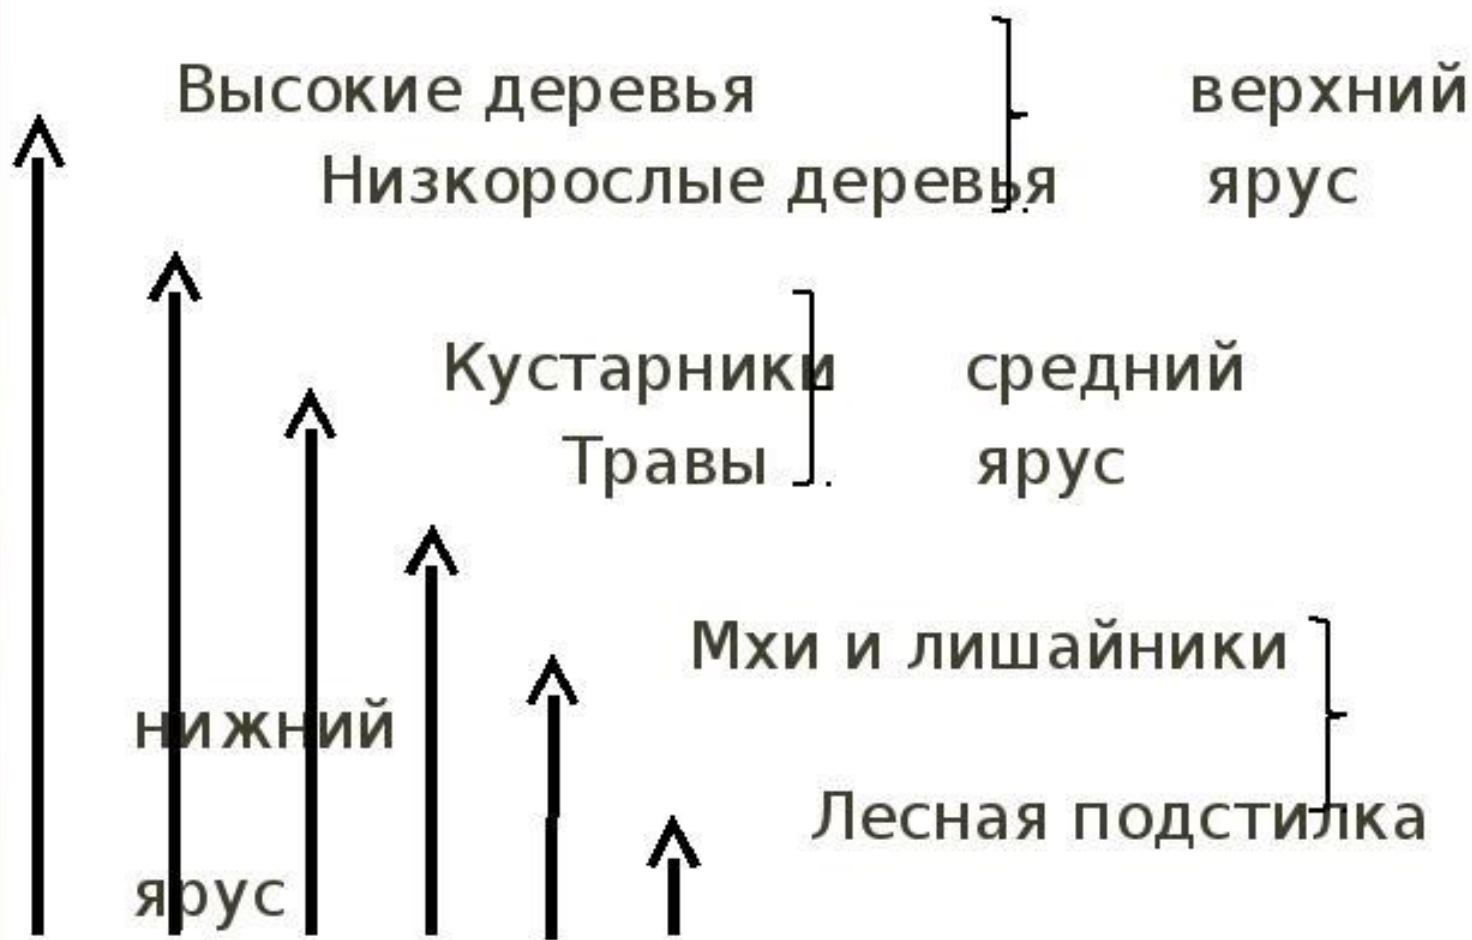 Высокие деревья верхний
Низкорослые деревья ярус
Кустарники средний
Травы ярус
Мхи и лишайники
нижний
Лесная подстилка
ярус